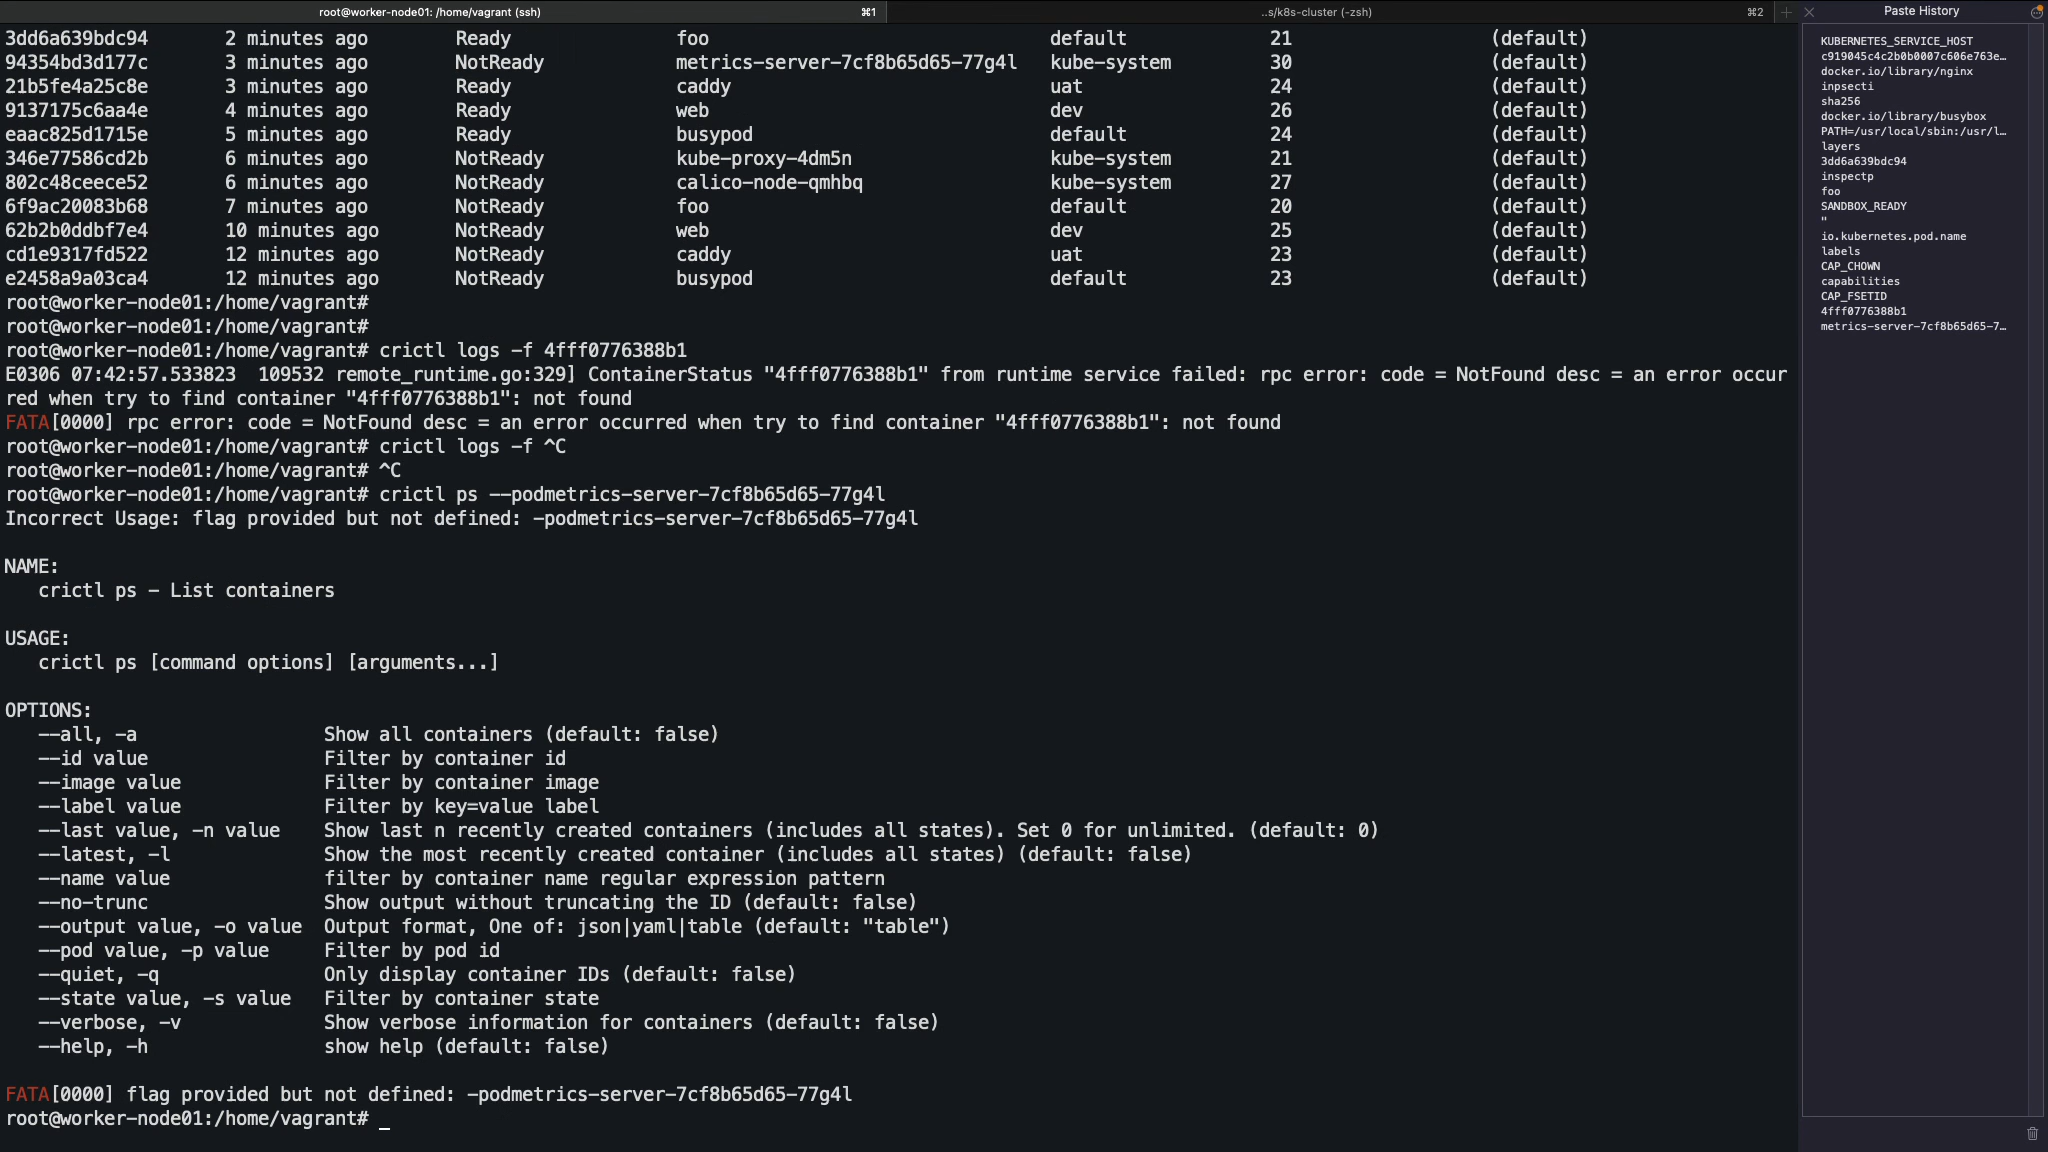 root@worker-node01: /home/vagrant (ssh) ⌘1 ..s/k8s-cluster (-zsh) ⌘2 + Paste History
3dd6a639bdc94 2 minutes ago Ready foo default 21 (default)
94354bd3d177c 3 minutes ago NotReady metrics-server-7cf8b65d65-77g4l kube-system 30 (default)
21b5fe4a25c8e 3 minutes ago Ready caddy uat 24 (default)
9137175c6aa4e 4 minutes ago Ready web dev 26 (default)
eaac825d1715e 5 minutes ago Ready busypod default 24 (default)
346e77586cd2b 6 minutes ago NotReady kube-proxy-4dm5n kube-system 21 (default)
802c48ceece52 6 minutes ago NotReady calico-node-qmhbq kube-system 27 (default)
6f9ac20083b68 7 minutes ago NotReady foo default 20 (default)
62b2b0ddbf7e4 10 minutes ago NotReady web dev 25 (default)
cd1e9317fd522 12 minutes ago NotReady caddy uat 23 (default)
e2458a9a03ca4 12 minutes ago NotReady busypod default 23 (default)
root@worker-node01:/home/vagrant#
root@worker-node01:/home/vagrant#
root@worker-node01:/home/vagrant# crictl logs -f 4fff0776388b1
E0306 07:42:57.533823 109532 remote_runtime.go:329] ContainerStatus "4fff0776388b1" from runtime service failed: rpc error: code = NotFound desc = an error occur
red when try to find container "4fff0776388b1": not found
FATA[0000] rpc error: code = NotFound desc = an error occurred when try to find container "4fff0776388b1": not found
root@worker-node01:/home/vagrant# crictl logs -f ^C
root@worker-node01:/home/vagrant# ^C
root@worker-node01:/home/vagrant# crictl ps --podmetrics-server-7cf8b65d65-77g4l
Incorrect Usage: flag provided but not defined: -podmetrics-server-7cf8b65d65-77g4l
NAME:
crictl ps - List containers
USAGE:
crictl ps [command options] [arguments...]
OPTIONS:
--all, -a Show all containers (default: false)
--id value Filter by container id
--image value Filter by container image
--label value Filter by key=value label
--last value, -n value Show last n recently created containers (includes all states). Set 0 for unlimited. (default: 0)
--latest, -l Show the most recently created container (includes all states) (default: false)
--name value filter by container name regular expression pattern
--no-trunc Show output without truncating the ID (default: false)
--output value, -o value Output format, One of: json|yaml|table (default: "table")
--pod value, -p value Filter by pod id
--quiet, -q Only display container IDs (default: false)
--state value, -s value Filter by container state
--verbose, -v Show verbose information for containers (default: false)
--help, -h show help (default: false)
FATA[0000] flag provided but not defined: -podmetrics-server-7cf8b65d65-77g4l
root@worker-node01:/home/vagrant# _
KUBERNETES_SERVICE_HOST
c919045c4c2b0b0007c606e763e…
docker.io/library/nginx
inpsecti
sha256
docker.io/library/busybox
PATH=/usr/local/sbin:/usr/l…
layers
3dd6a639bdc94
inspectp
foo
SANDBOX_READY
"
io.kubernetes.pod.name
labels
CAP_CHOWN
capabilities
CAP_FSETID
4fff0776388b1
metrics-server-7cf8b65d65-7…